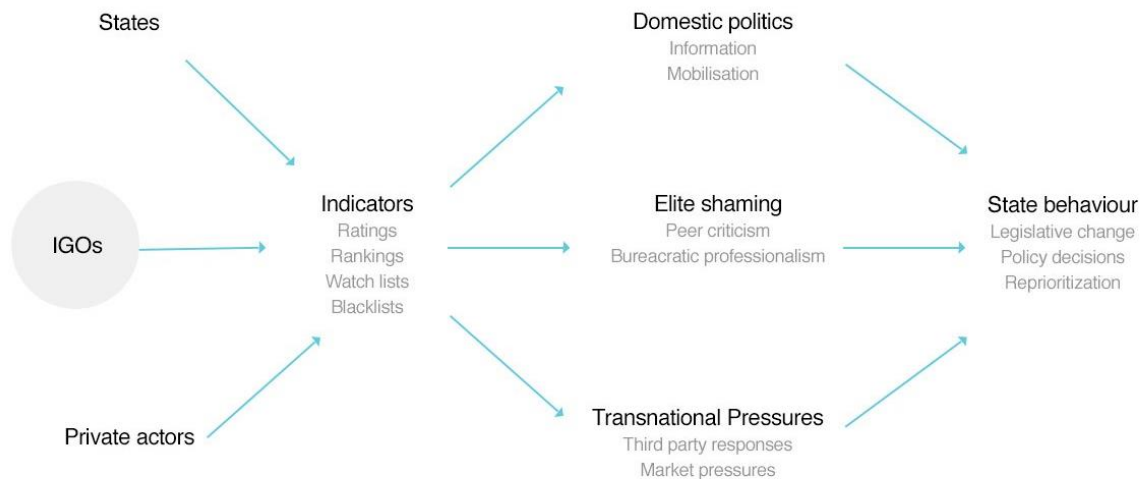 States
IGOs
Private actors
Indicators
Ratings
Rankings
Watch lists
Blacklists
Domestic politics
Information
Mobilisation
Elite shaming
Peer criticism
Bureacratic professionalism
Transnational Pressures
Third party responses
Market pressures
State behaviour
Legislative change
Policy decisions
Reprioritization